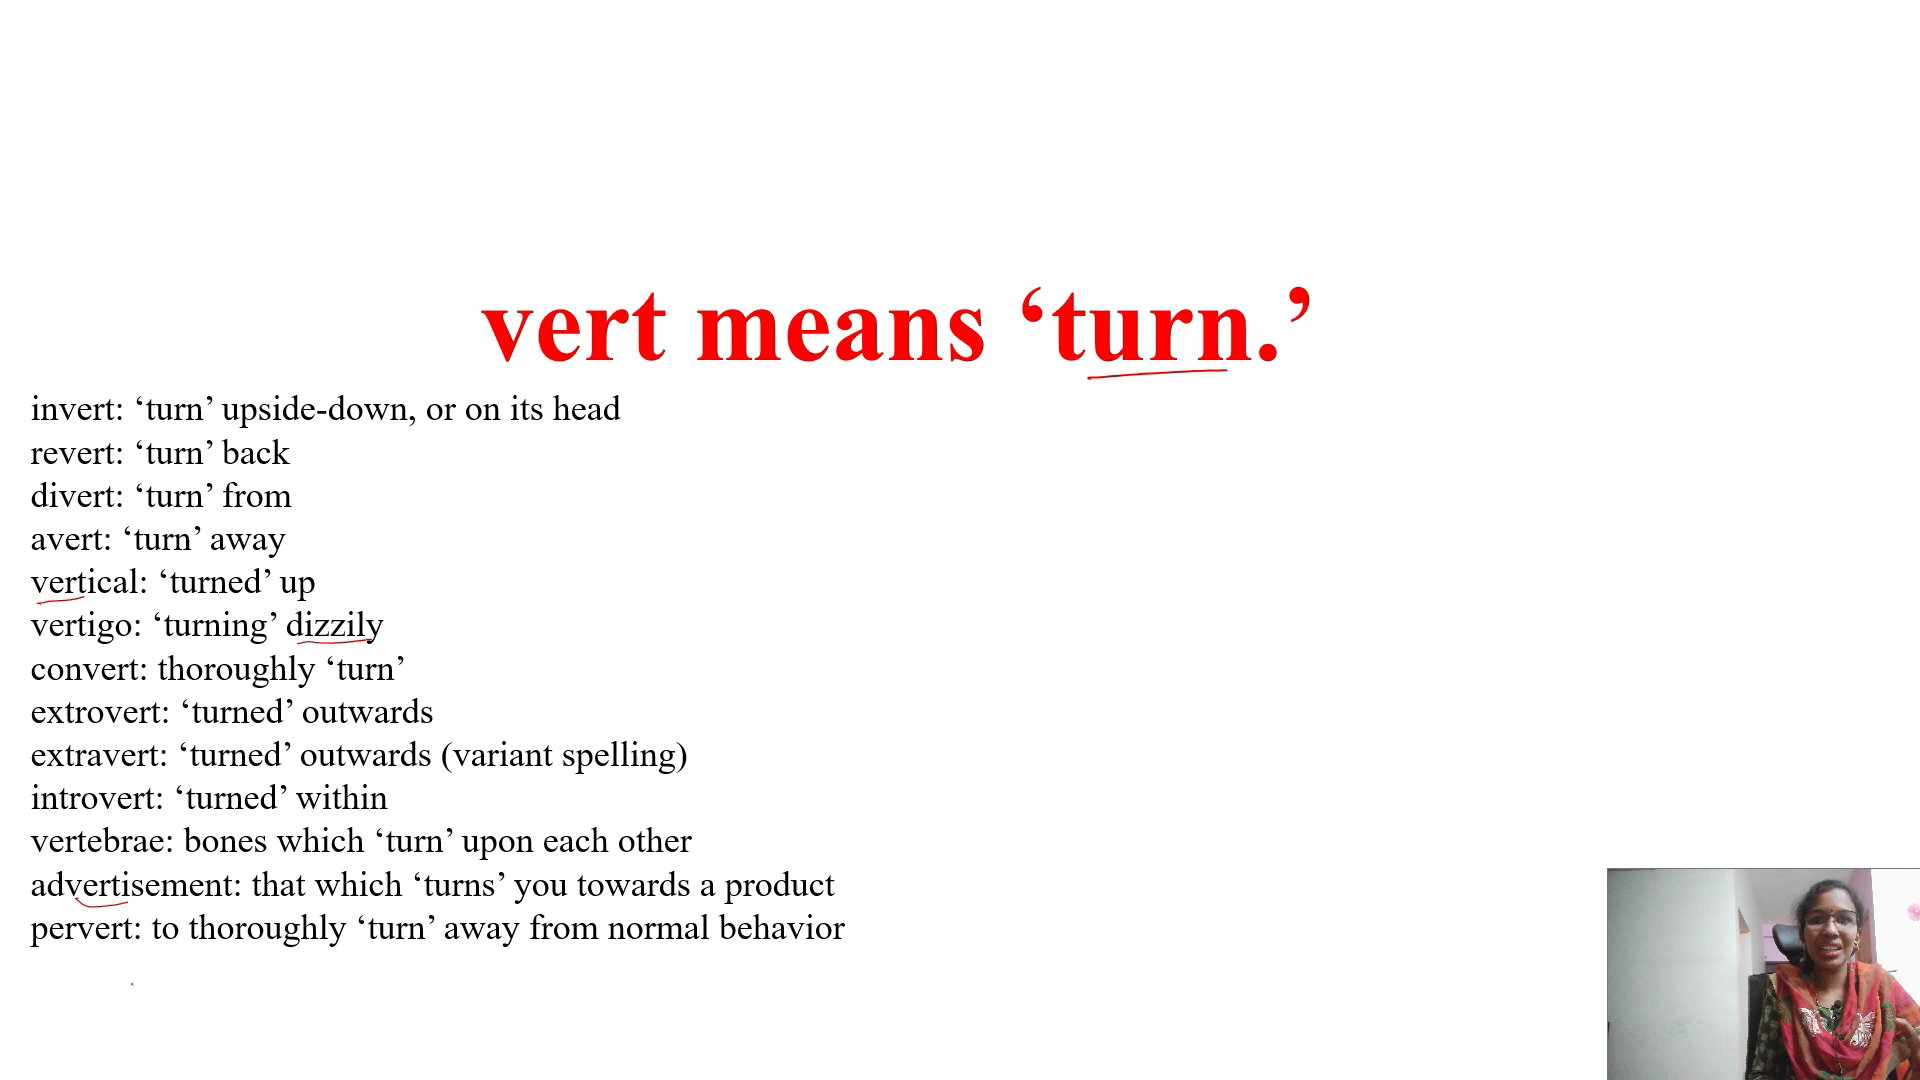 vert means ‘turn.’
invert: ‘turn’ upside-down, or on its head
revert: ‘turn’ back
divert: ‘turn’ from
avert: ‘turn’ away
vertical: ‘turned’ up
vertigo: ‘turning’ dizzily
convert: thoroughly ‘turn’
extrovert: ‘turned’ outwards
extravert: ‘turned’ outwards (variant spelling)
introvert: ‘turned’ within
vertebrae: bones which ‘turn’ upon each other
advertisement: that which ‘turns’ you towards a product
pervert: to thoroughly ‘turn’ away from normal behavior